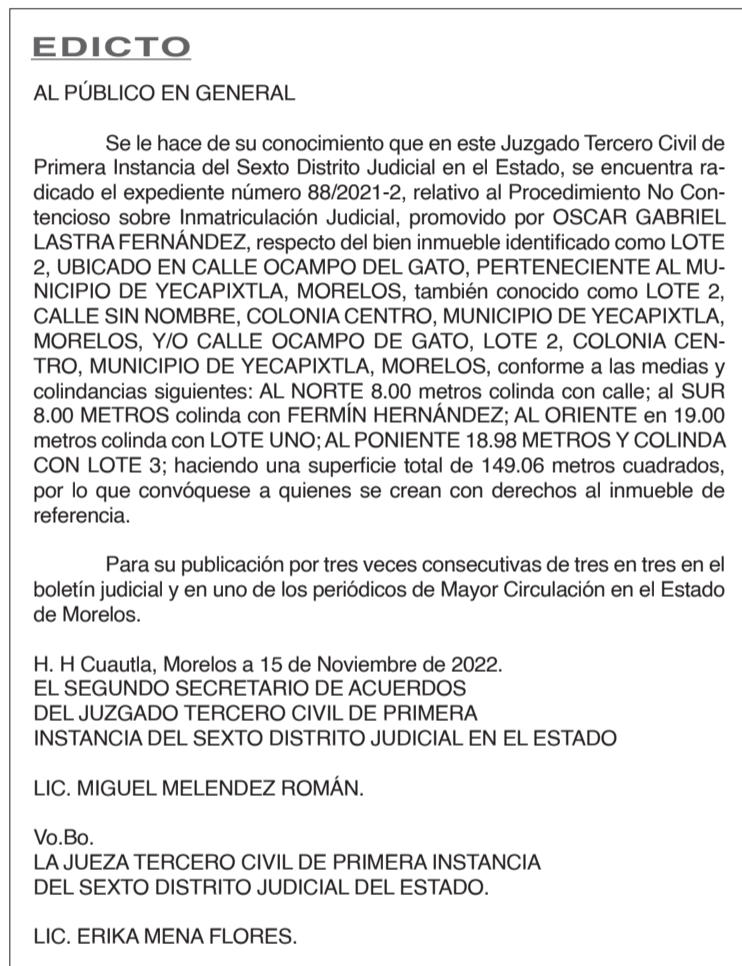 EDICTO
AL PÚBLICO EN GENERAL
Se le hace de su conocimiento que en este Juzgado Tercero Civil de
Primera Instancia del Sexto Distrito Judicial en el Estado, se encuentra ra-
dicado el expediente número 88/2021-2, relativo al Procedimiento No Con-
tencioso sobre Inmatriculación Judicial, promovido por OSCAR GABRIEL
LASTRA FERNÁNDEZ, respecto del bien inmueble identificado como LOTE
2, UBICADO EN CALLE OCAMPO DEL GATO, PERTENECIENTE AL MU-
NICIPIO DE YECAPIXTLA, MORELOS, también conocido como LOTE 2,
CALLE SIN NOMBRE, COLONIA CENTRO, MUNICIPIO DE YECAPIXTLA,
MORELOS, Y/O CALLE OCAMPO DE GATO, LOTE 2, COLONIA CEN-
TRO, MUNICIPIO DE YECAPIXTLA, MORELOS, conforme a las medias y
colindancias siguientes: AL NORTE 8.00 metros colinda con calle; al SUR
8.00 METROS colinda con FERMÍN HERNÁNDEZ; AL ORIENTE en 19.00
metros colinda con LOTE UNO; AL PONIENTE 18.98 METROS Y COLINDA
CON LOTE 3; haciendo una superficie total de 149.06 metros cuadrados,
por lo que convóquese a quienes se crean con derechos al inmueble de
referencia.
Para su publicación por tres veces consecutivas de tres en tres en el
boletín judicial y en uno de los periódicos de Mayor Circulación en el Estado
de Morelos.
H. H Cuautla, Morelos a 15 de Noviembre de 2022.
EL SEGUNDO SECRETARIO DE ACUERDOS
DEL JUZGADO TERCERO CIVIL DE PRIMERA
INSTANCIA DEL SEXTO DISTRITO JUDICIAL EN EL ESTADO
LIC. MIGUEL MELENDEZ ROMÁN.
Vo.Bo.
LA JUEZA TERCERO CIVIL DE PRIMERA INSTANCIA
DEL SEXTO DISTRITO JUDICIAL DEL ESTADO.
LIC. ERIKA MENA FLORES.